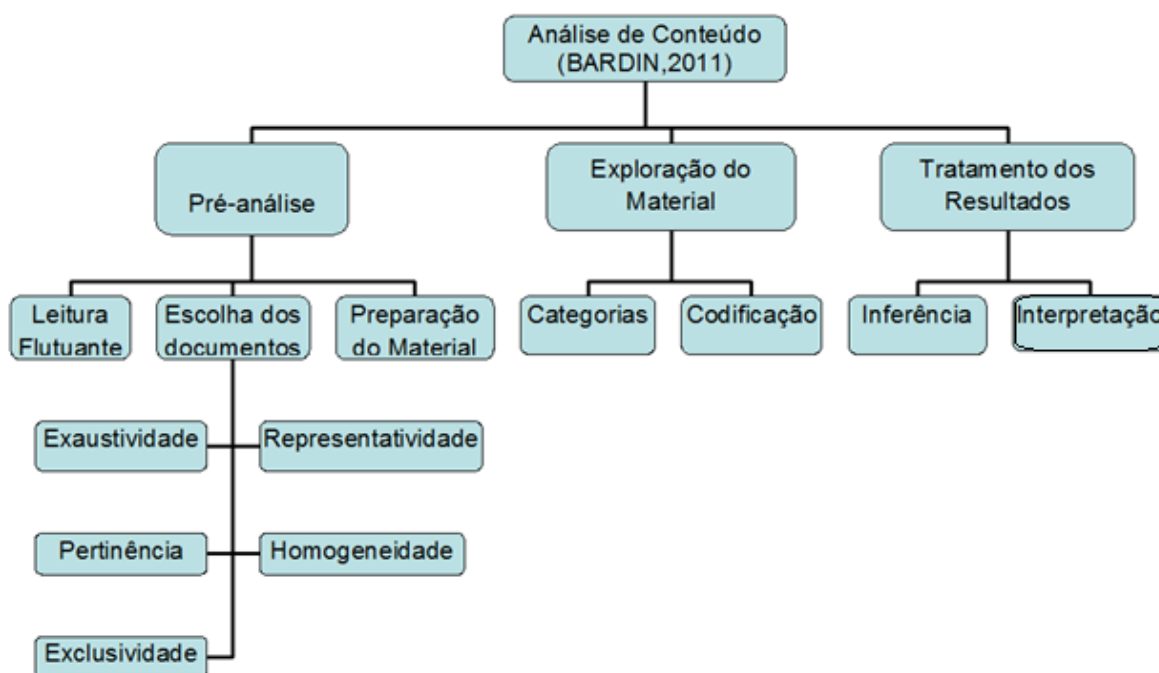 Análise de Conteúdo
(BARDIN,2011)
Pré-análise
Exploração do
Material
Tratamento dos
Resultados
Leitura
Flutuante
Escolha dos
documentos
Preparação
do Material
Categorias
Codificação
Inferência
Interpretação
Exaustividade
Representatividade
Pertinência
Homogeneidade
Exclusividade